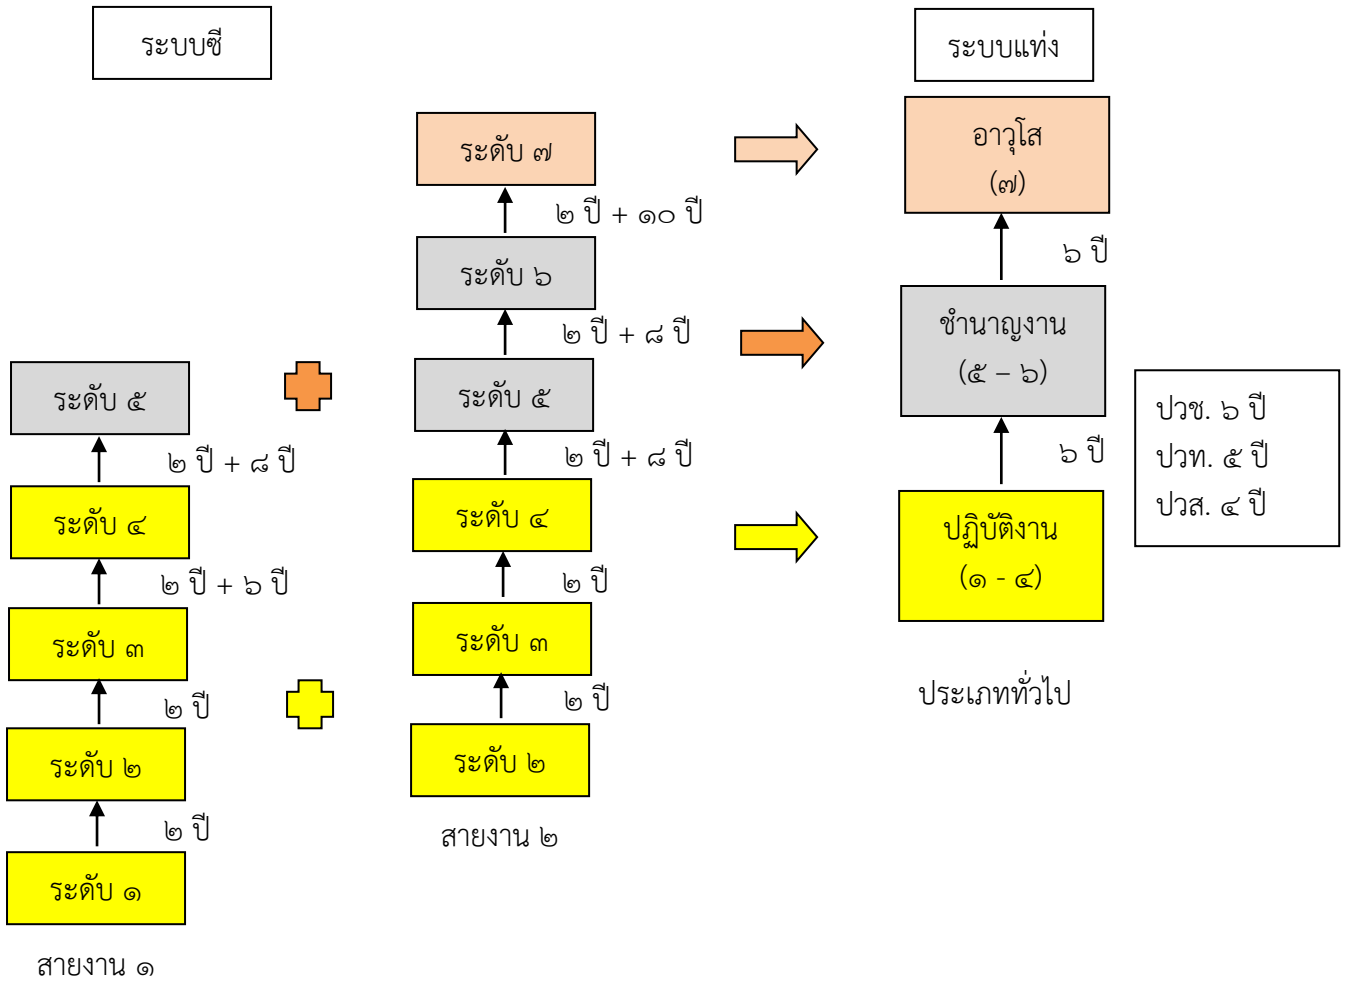 ระบบซี
ระดับ ๕
๒ ปี + ๘ ปี
ระดับ ๔
๒ ปี + ๖ ปี
ระดับ ๓
๒ ปี
ระดับ ๒
๒ ปี
ระดับ ๑
สายงาน ๑
ระดับ ๗
๒ ปี + ๑๐ ปี
ระดับ ๖
๒ ปี + ๘ ปี
ระดับ ๕
๒ ปี + ๘ ปี
ระดับ ๔
๒ ปี
ระดับ ๓
๒ ปี
ระดับ ๒
สายงาน ๒
ระบบแท่ง
อาวุโส
(๗)
๖ ปี
ชำนาญงาน
(๕ – ๖)
๖ ปี
ปฏิบัติงาน
(๑ - ๔)
ประเภททั่วไป
ปวช. ๖ ปี
ปวท. ๕ ปี
ปวส. ๔ ปี